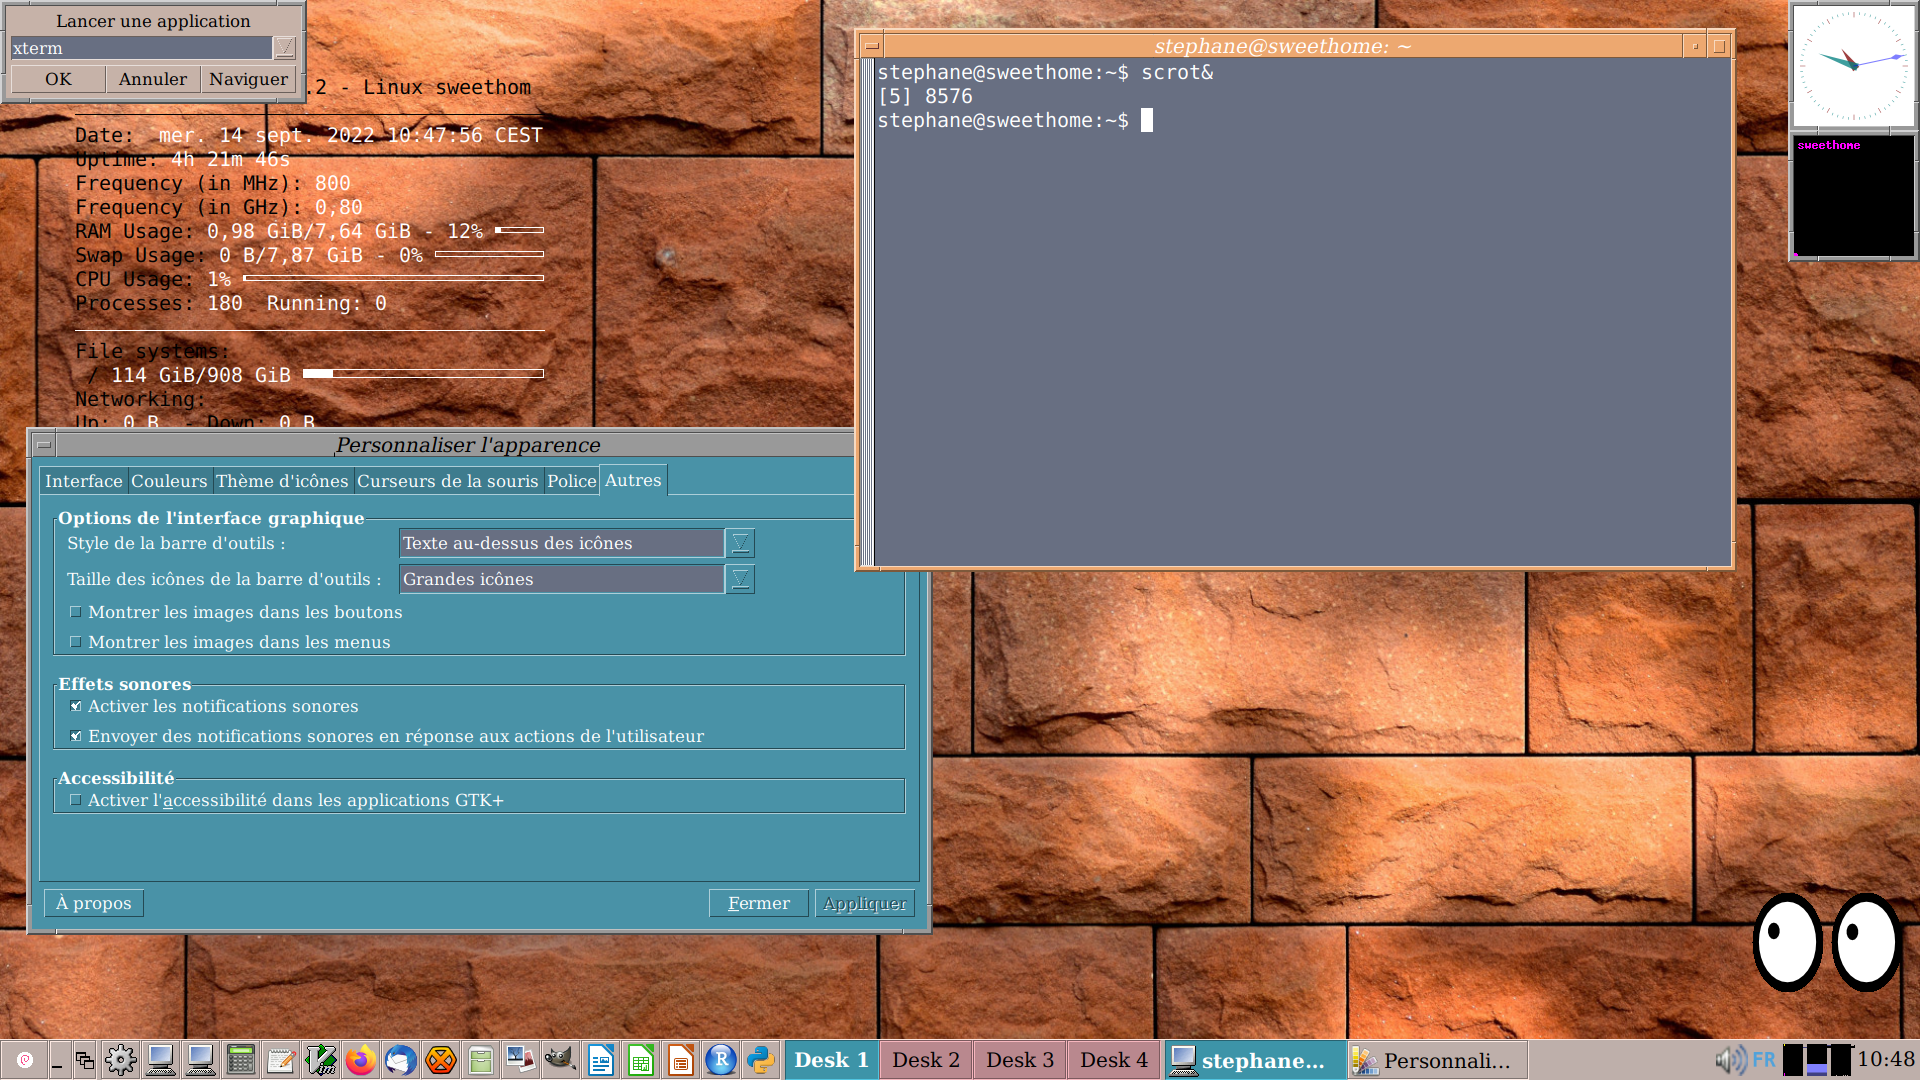 Lancer une application
xterm
OK Annuler Naviguer
.2 - Linux sweethom
Date: mer. 14 sept. 2022 10:47:56 CEST
Uptime: 4h 21m 46s
Frequency (in MHz): 800
Frequency (in GHz): 0,80
RAM Usage: 0,98 GiB/7,64 GiB - 12%
Swap Usage: 0 B/7,87 GiB - 0%
CPU Usage: 1%
Processes: 180 Running: 0
File systems:
/ 114 GiB/908 GiB
Networking:
Up: 0 B - Down: 0 B
stephane@sweethome: ~
stephane@sweethome:~$ scrot&
[5] 8576
stephane@sweethome:~$
sweethome
Personnaliser l'apparence
Interface Couleurs Thème d'icônes Curseurs de la souris Police Autres
Options de l'interface graphique
Style de la barre d'outils : Texte au-dessus des icônes
Taille des icônes de la barre d'outils : Grandes icônes
Montrer les images dans les boutons
Montrer les images dans les menus
Effets sonores
Activer les notifications sonores
Envoyer des notifications sonores en réponse aux actions de l'utilisateur
Accessibilité
Activer l'accessibilité dans les applications GTK+
À propos Fermer Appliquer
Desk 1 Desk 2 Desk 3 Desk 4 stephane... Personnali... FR 10:48